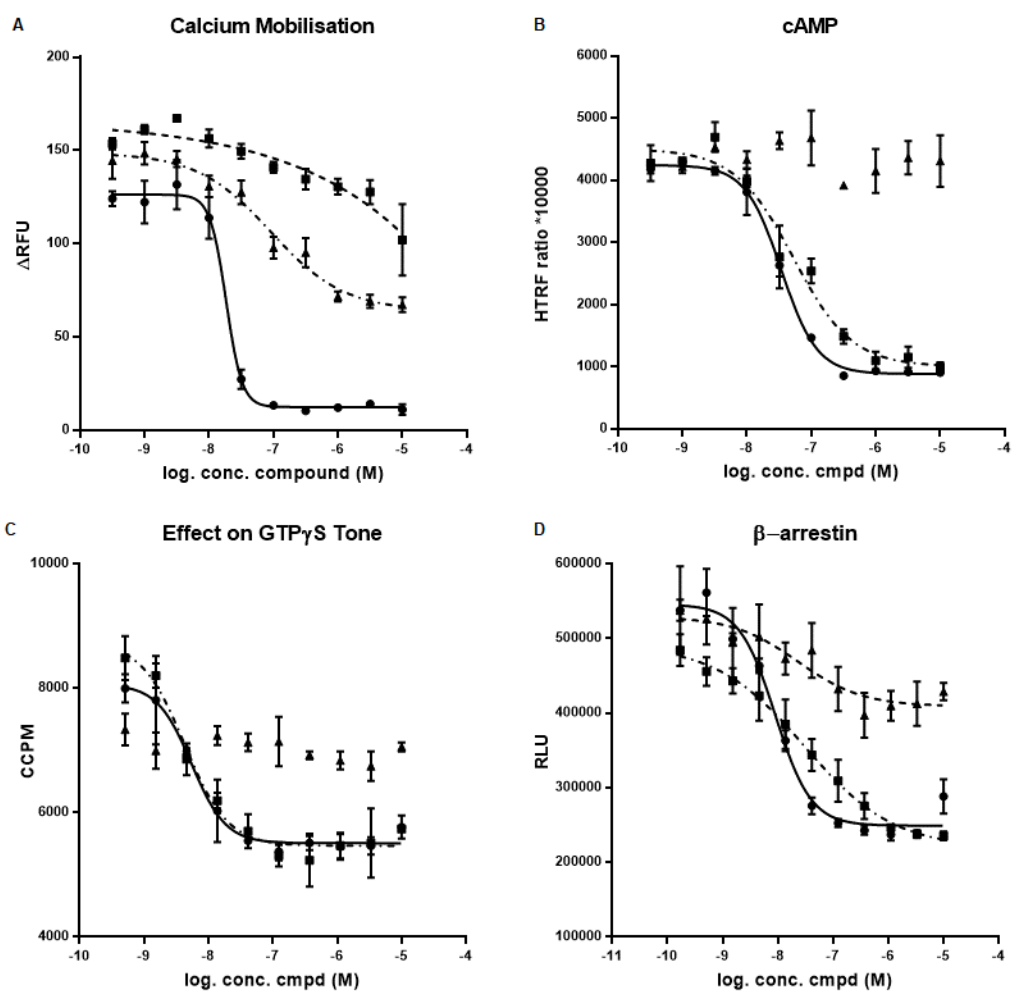 A
Calcium Mobilisation
200
150
100
50
0
ΔRFU
-10 -9 -8 -7 -6 -5 -4
log. conc. compound (M)
B
cAMP
6000
5000
4000
3000
2000
1000
0
HTRF ratio *10000
-10 -9 -8 -7 -6 -5 -4
log. conc. cmpd (M)
C
Effect on GTPγS Tone
10000
8000
6000
4000
CCPM
-10 -9 -8 -7 -6 -5 -4
log. conc. cmpd (M)
D
β–arrestin
600000
500000
400000
300000
200000
100000
RLU
-11 -10 -9 -8 -7 -6 -5 -4
log. conc. cmpd (M)